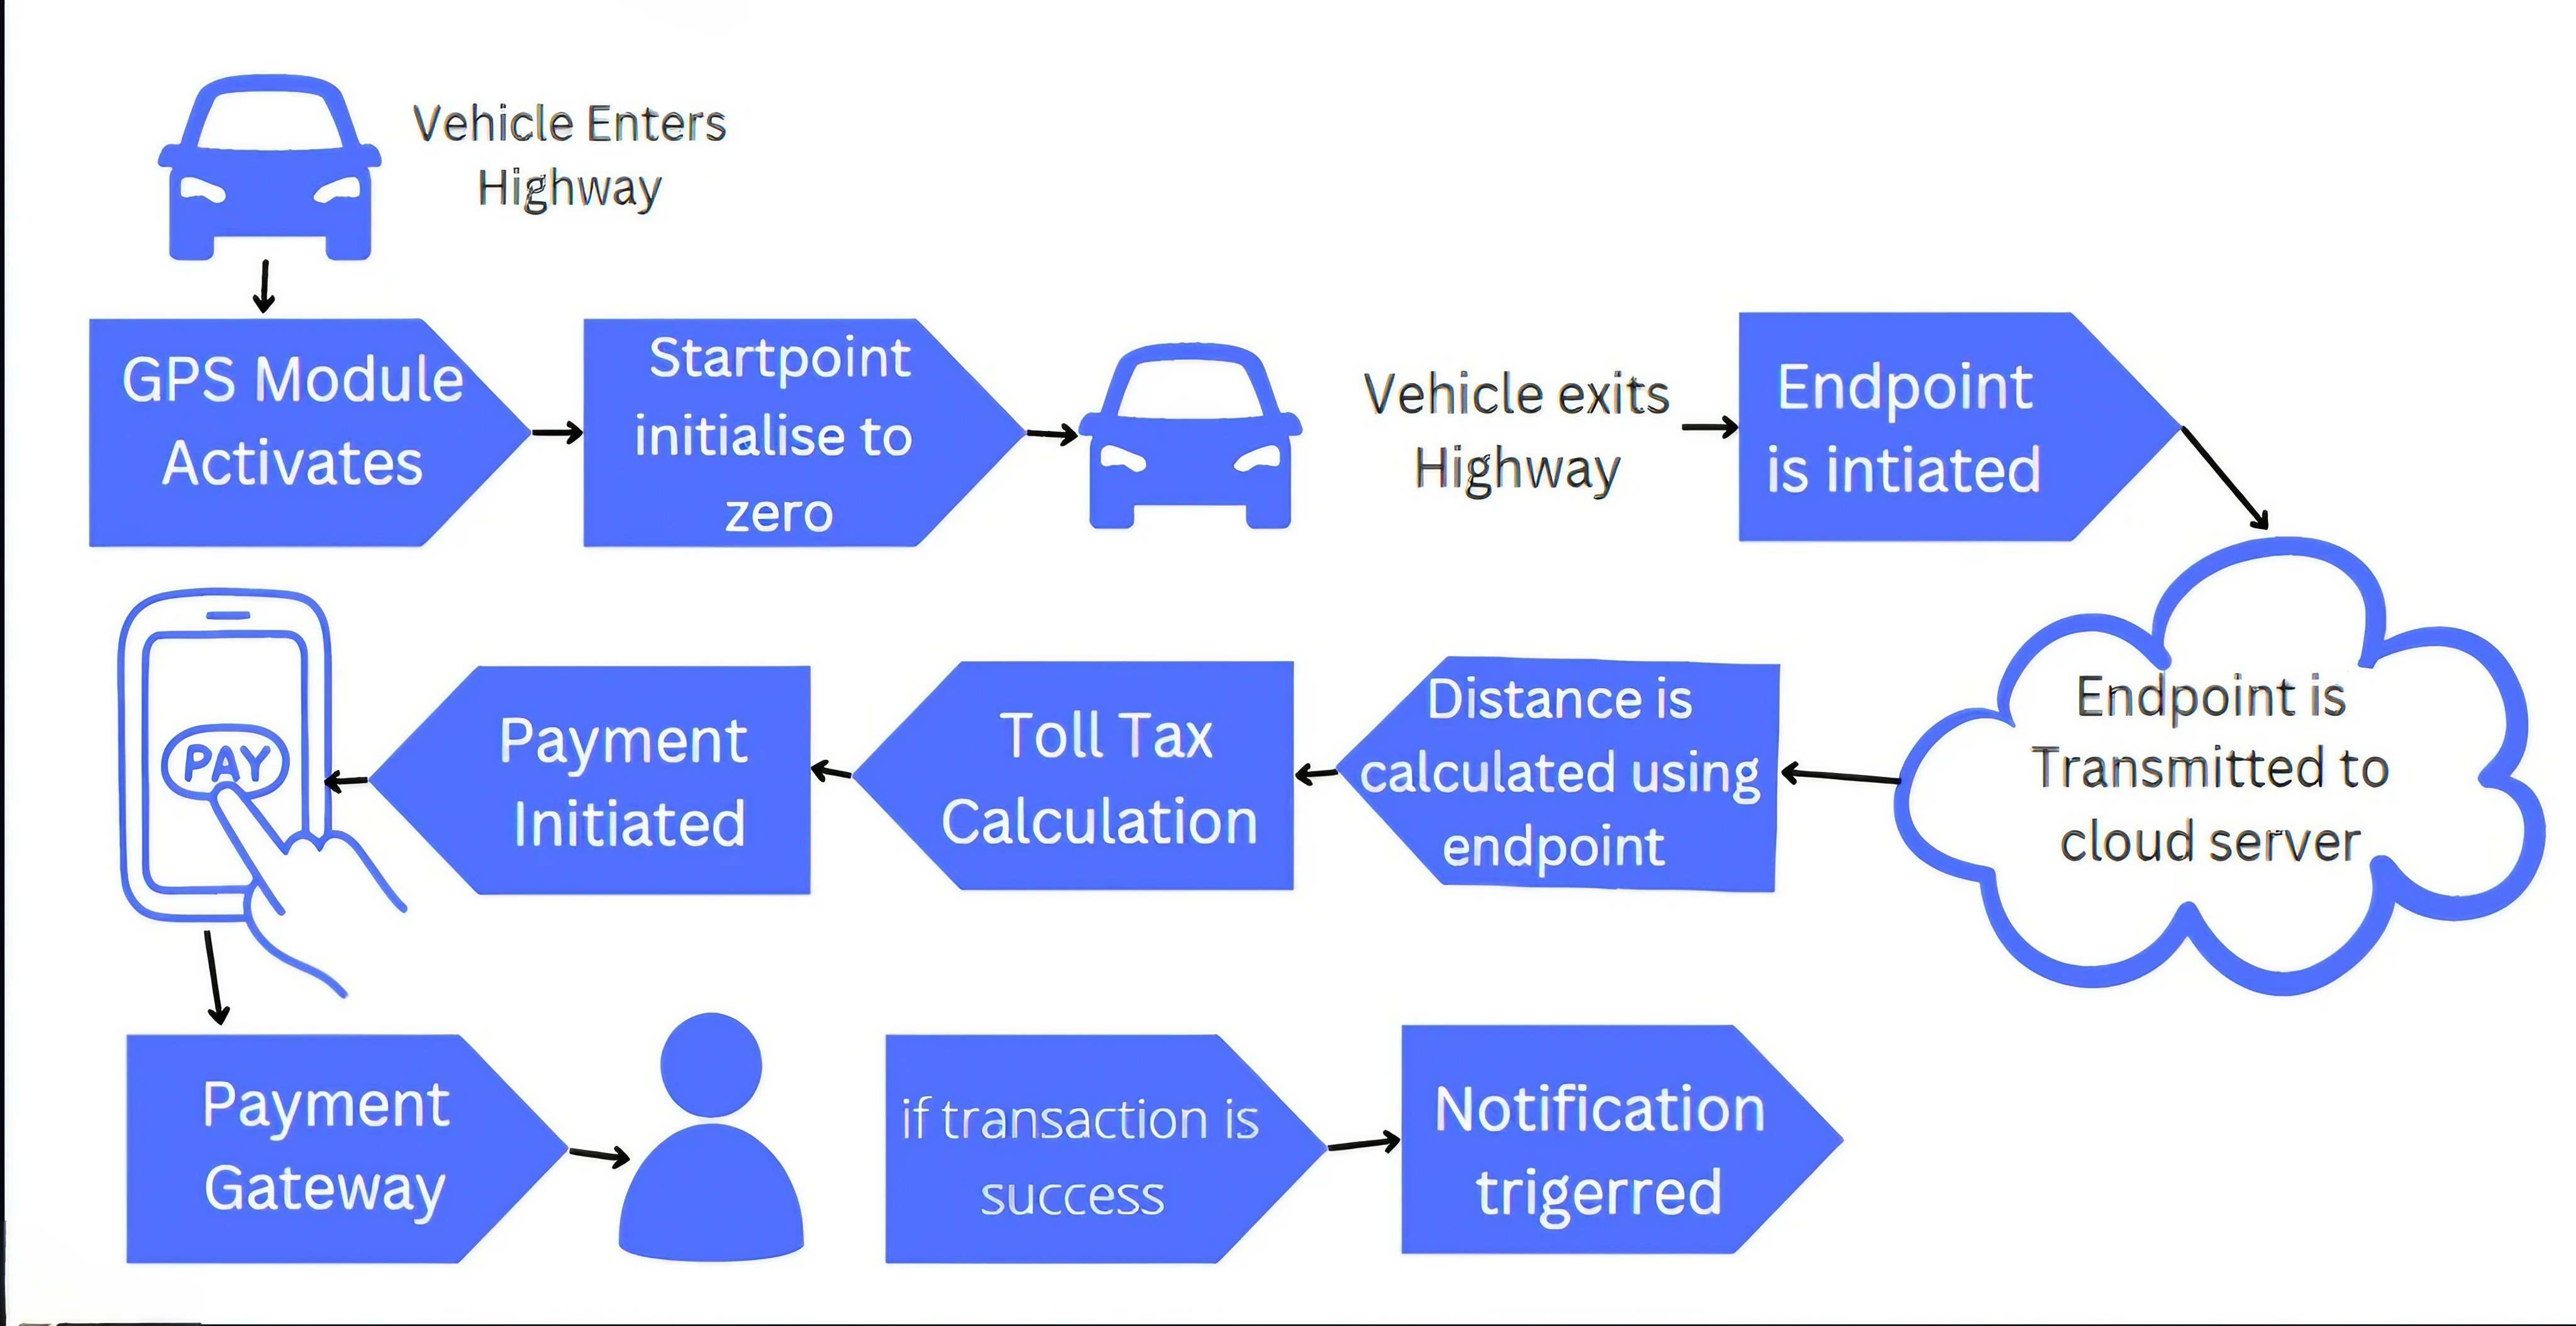 Vehicle Enters
Highway
GPS Module
Activates
Startpoint
initialise to
zero
Vehicle exits
Highway
Endpoint
is intiated
Endpoint is
Transmitted to
cloud server
Distance is
calculated using
endpoint
Toll Tax
Calculation
Payment
Initiated
PAY
Payment
Gateway
if transaction is
success
Notification
trigerred